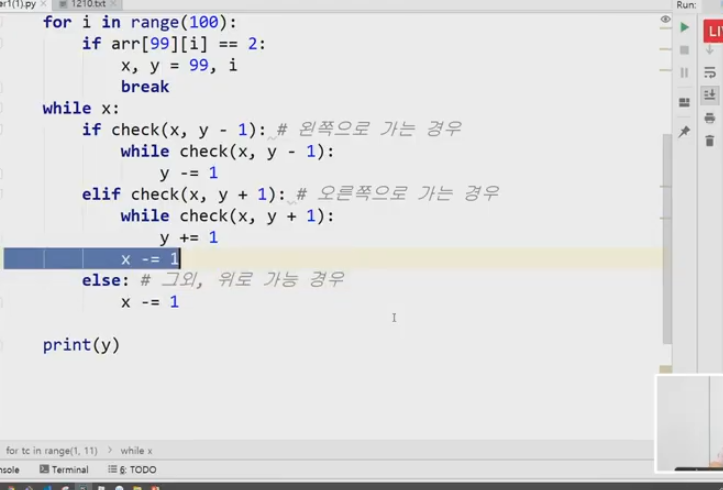 er1(1).py 1210.txt Run:
for i in range(100):
if arr[99][i] == 2:
x, y = 99, i
break
while x:
if check(x, y - 1): # 왼쪽으로 가는 경우
while check(x, y - 1):
y -= 1
elif check(x, y + 1): # 오른쪽으로 가는 경우
while check(x, y + 1):
y += 1
x -= 1
else: # 그외, 위로 가능 경우
x -= 1
print(y)
for tc in range(1, 11) > while x
nsole Terminal 6: TODO